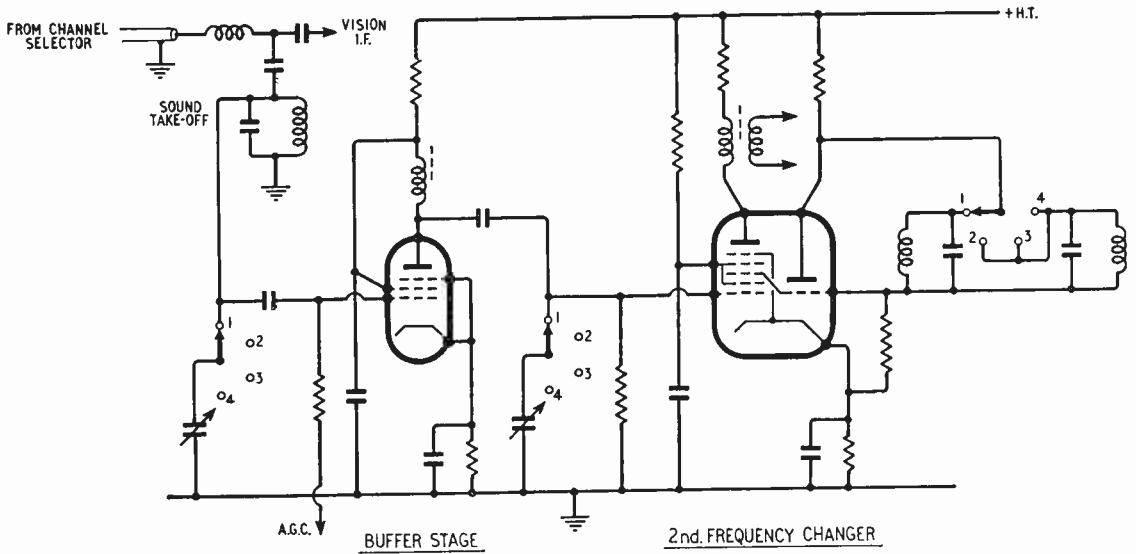 FROM CHANNEL
SELECTOR
VISION
I.F.
+ H.T.
SOUND
TAKE-OFF
1
2
3
4
1
2
3
4
1
4
2
3
A.G.C.
BUFFER STAGE
2nd. FREQUENCY CHANGER